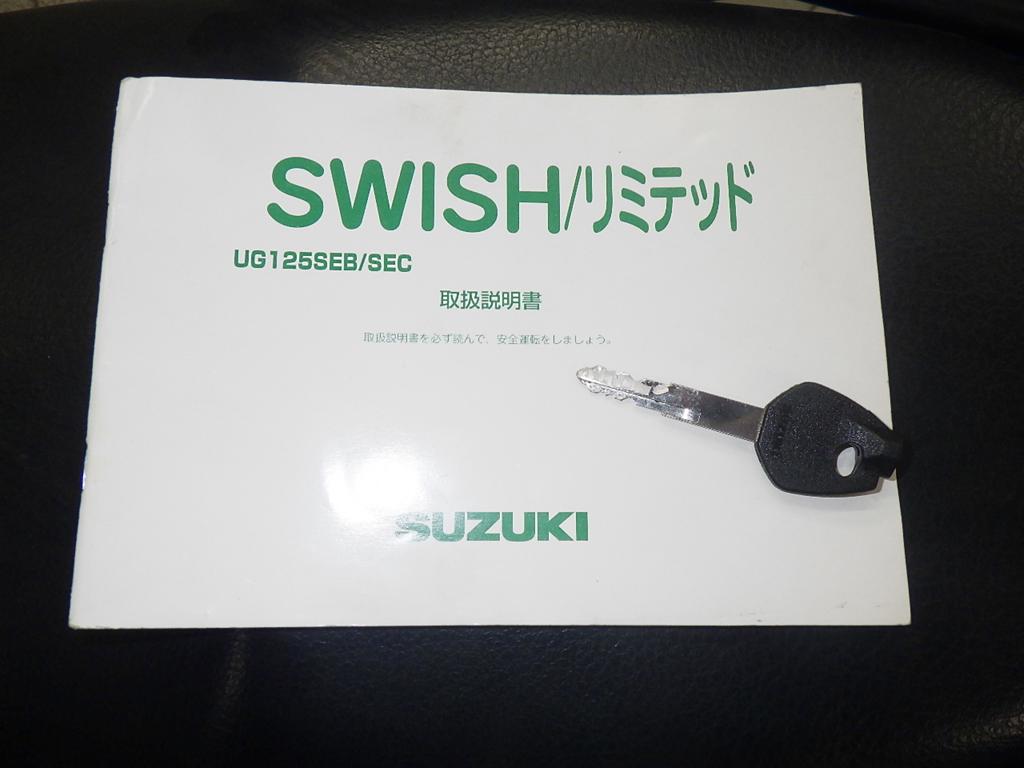 SWISH/リミテッド
UG125SEB/SEC
取扱説明書
取扱説明書を必ず読んで、安全運転をしましょう。
SUZUKI